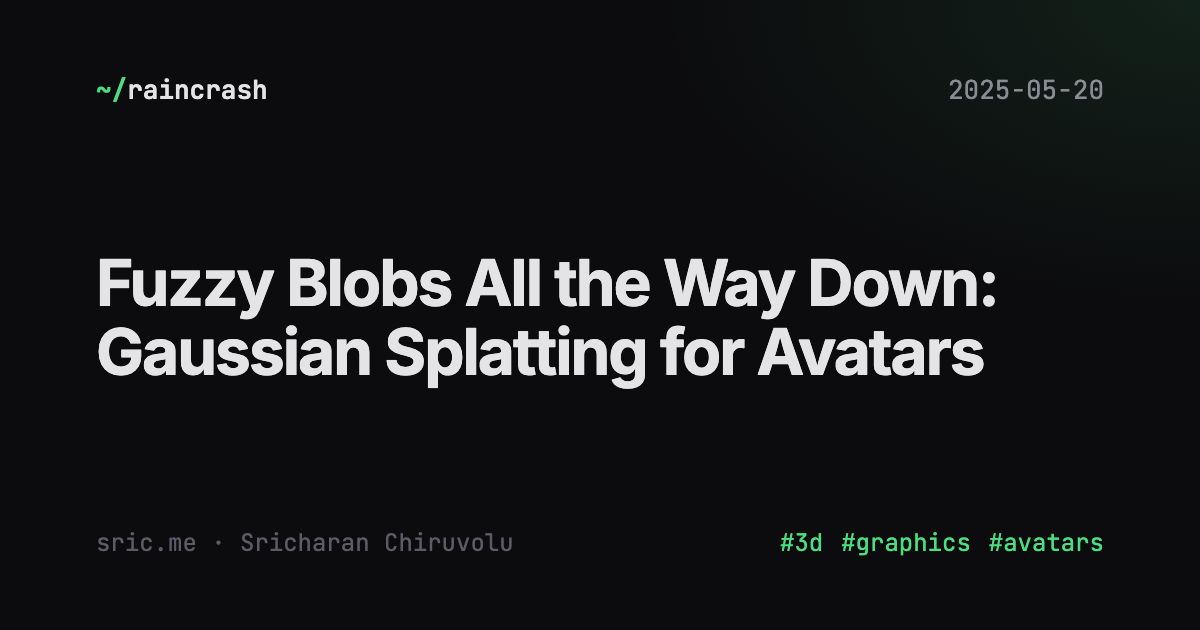 ~/raincrash
2025-05-20
Fuzzy Blobs All the Way Down:
Gaussian Splatting for Avatars
sric.me · Sricharan Chiruvolu
#3d #graphics #avatars